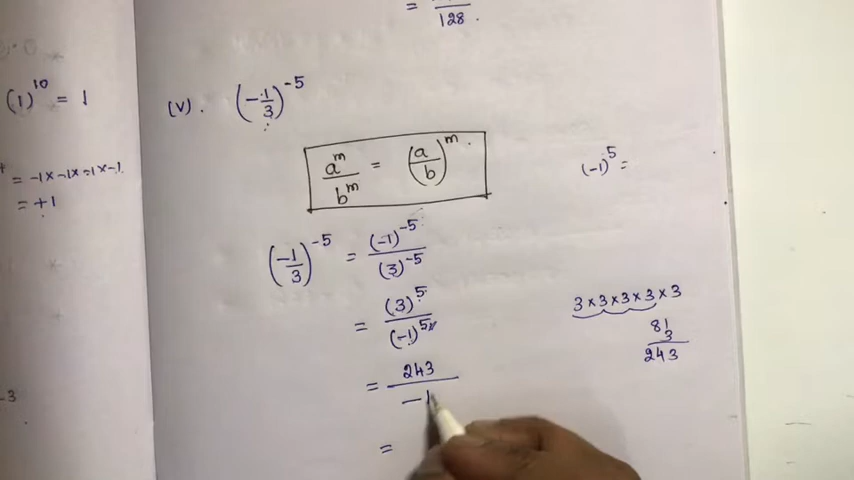 = 128.
(1)^10 = 1
(v). (-1/3)^-5
= -1 × -1 × -1 × -1.
= +1
a^m/b^m = (a/b)^m.
(-1)^5 =
(-1/3)^-5 = (-1)^-5/(3)^-5
= (3)^5/(-1)^5
3×3×3×3×3
81
3
243
= 243/-1
-3
=